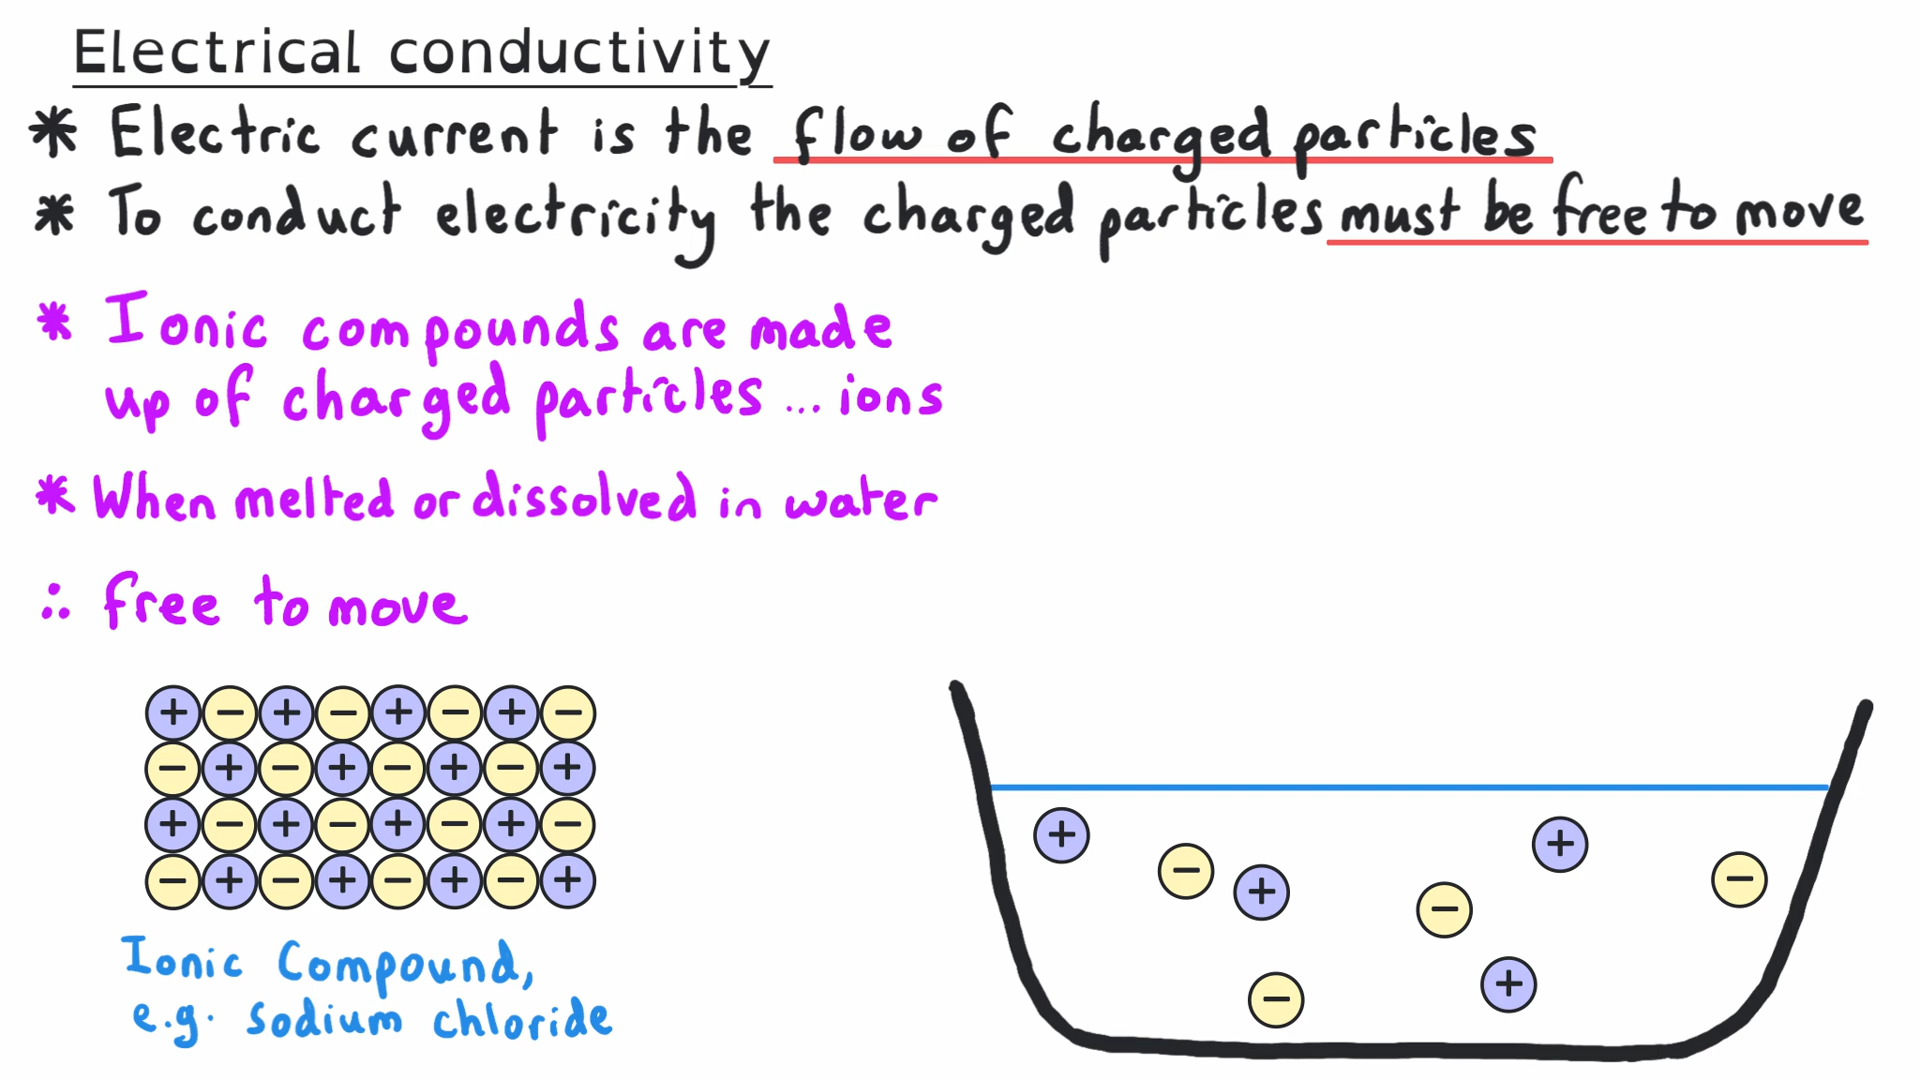 Electrical conductivity
* Electric current is the flow of charged particles
* To conduct electricity the charged particles must be free to move
* Ionic compounds are made
up of charged particles... ions
* When melted or dissolved in water
∴ free to move
+ − + − + − + −
− + − + − + − +
+ − + − + − + −
− + − + − + − +
Ionic Compound,
e.g. sodium chloride
+ − + − + −
− +